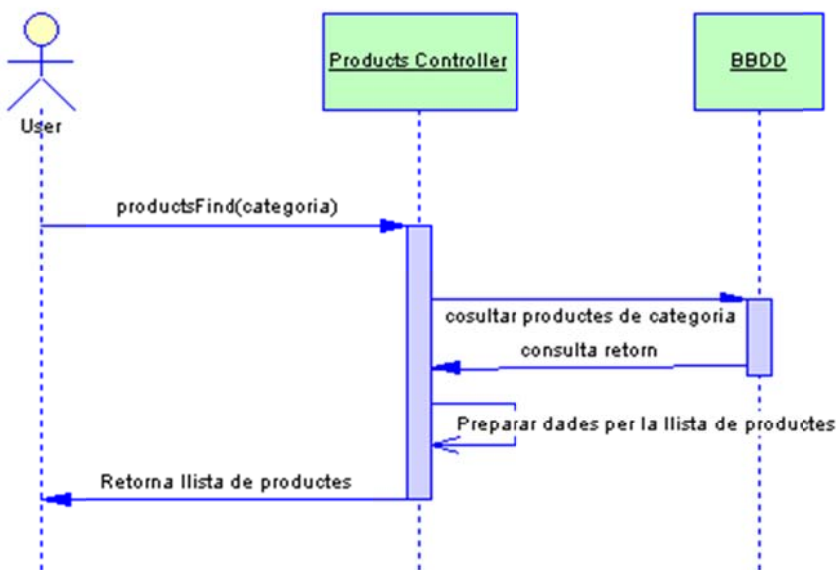 Products Controller
BBDD
User
productsFind(categoria)
cosultar productes de categoria
consulta retorn
Preparar dades per la llista de productes
Retorna llista de productes